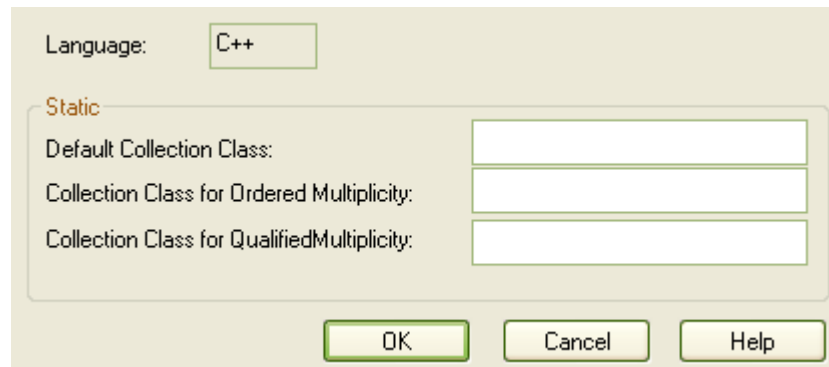 Language: C++
Static
Default Collection Class:
Collection Class for Ordered Multiplicity:
Collection Class for QualifiedMultiplicity:
OK Cancel Help